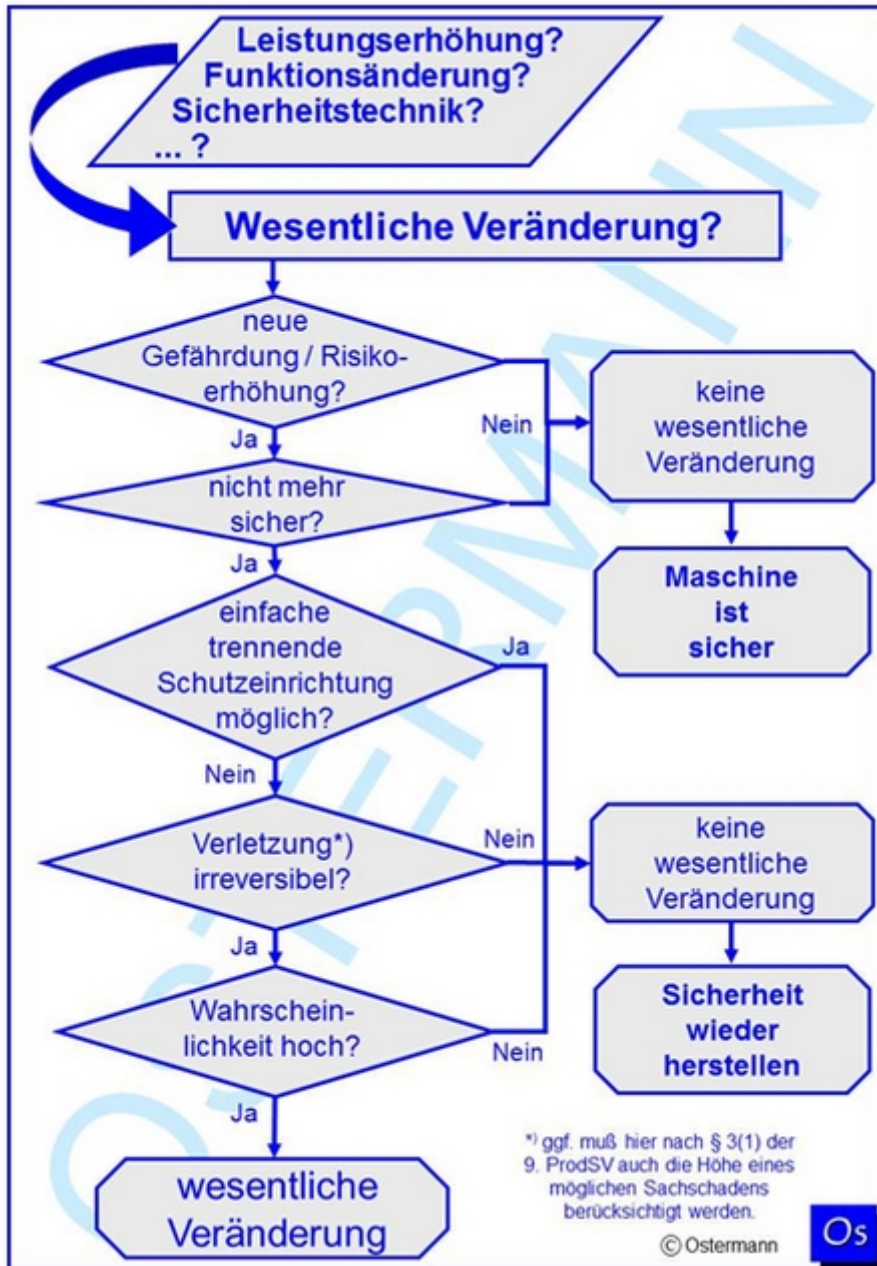 Leistungserhöhung?
Funktionsänderung?
Sicherheitstechnik?
... ?
Wesentliche Veränderung?
neue
Gefährdung / Risiko-
erhöhung?
Nein
keine
wesentliche
Veränderung
Ja
nicht mehr
sicher?
Ja
Maschine
ist
sicher
einfache
trennende
Schutzeinrichtung
möglich?
Ja
Nein
Verletzung*)
irreversibel?
Nein
keine
wesentliche
Veränderung
Ja
Wahrschein-
lichkeit hoch?
Nein
Sicherheit
wieder
herstellen
Ja
wesentliche
Veränderung
*) ggf. muß hier nach § 3(1) der
9. ProdSV auch die Höhe eines
möglichen Sachschadens
berücksichtigt werden.
© Ostermann
Os
OSTERMANN